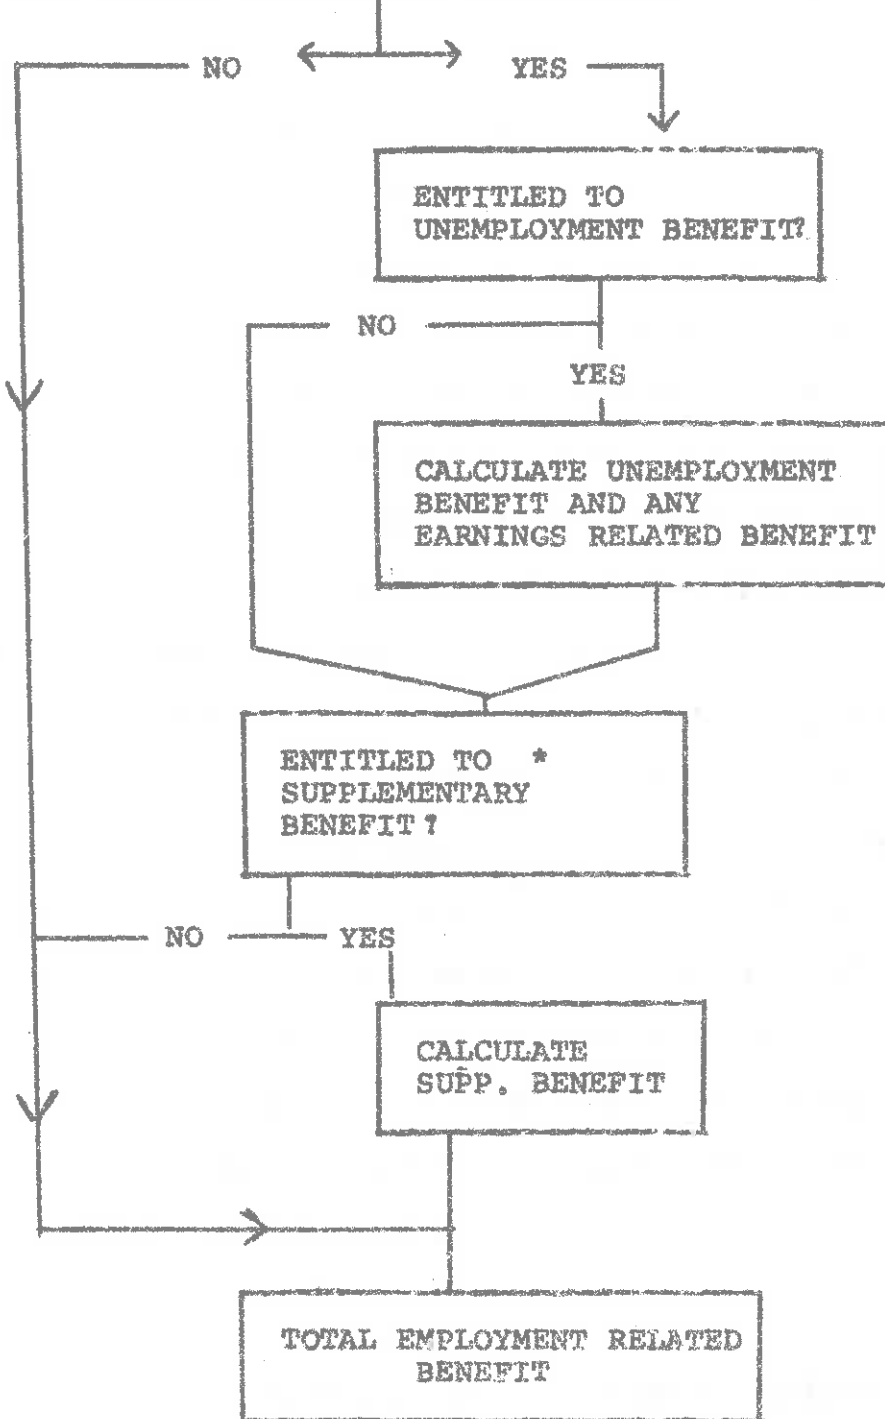 NO YES
ENTITLED TO
UNEMPLOYMENT BENEFIT?
NO
YES
CALCULATE UNEMPLOYMENT
BENEFIT AND ANY
EARNINGS RELATED BENEFIT
ENTITLED TO *
SUPPLEMENTARY
BENEFIT?
NO YES
CALCULATE
SUPP. BENEFIT
TOTAL EMPLOYMENT RELATED
BENEFIT